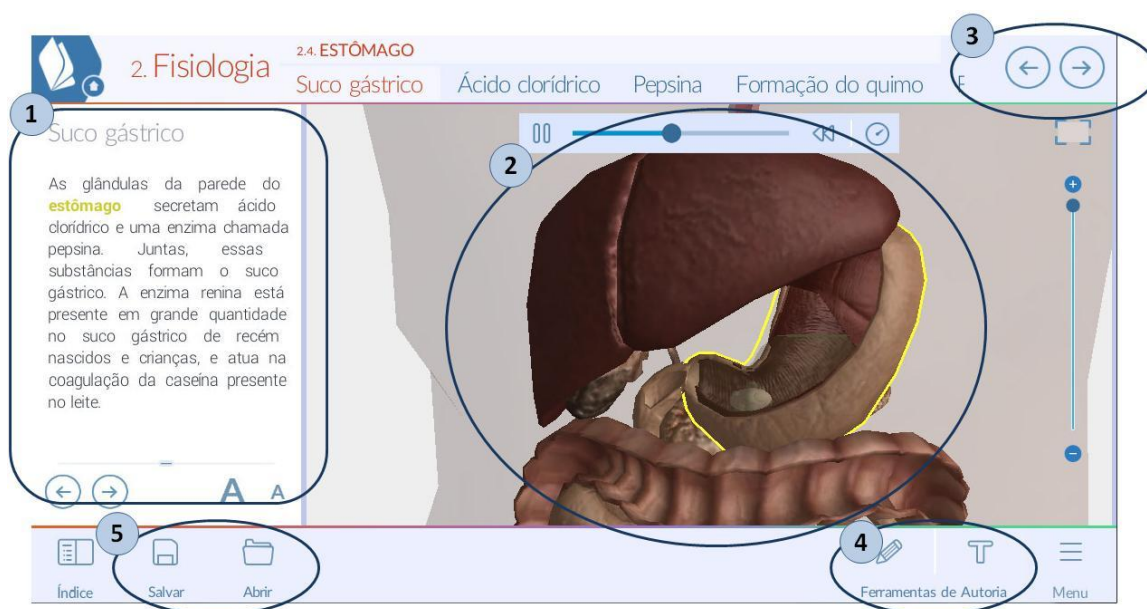 3
2. Fisiologia
2.4. ESTÔMAGO
Suco gástrico Ácido clorídrico Pepsina Formação do quimo
1
Suco gástrico
As glândulas da parede do
estômago secretam ácido
clorídrico e uma enzima chamada
pepsina. Juntas, essas
substâncias formam o suco
gástrico. A enzima renina está
presente em grande quantidade
no suco gástrico de recém
nascidos e crianças, e atua na
coagulação da caseína presente
no leite.
A A
2
5
Índice Salvar Abrir
4
T
Ferramentas de Autoria Menu